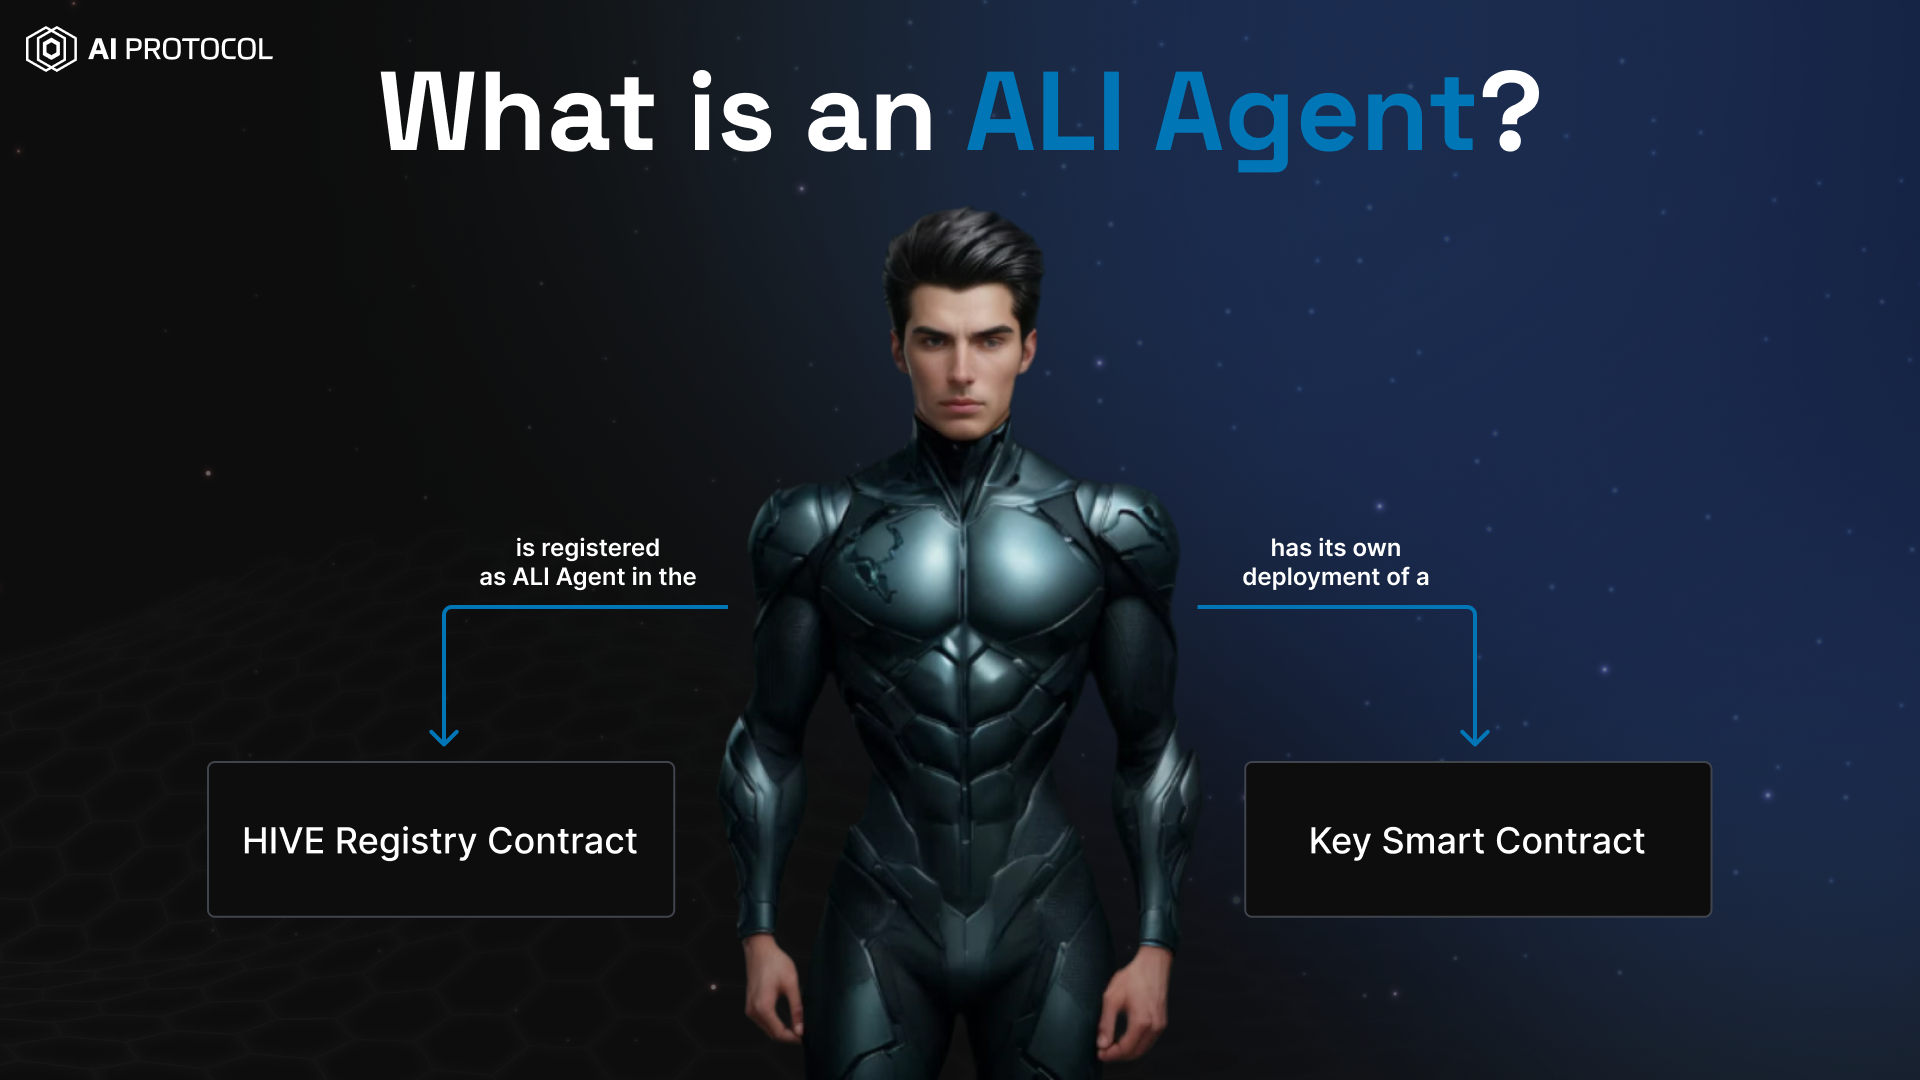 AI PROTOCOL
What is an ALI Agent?
is registered
as ALI Agent in the
has its own
deployment of a
HIVE Registry Contract
Key Smart Contract